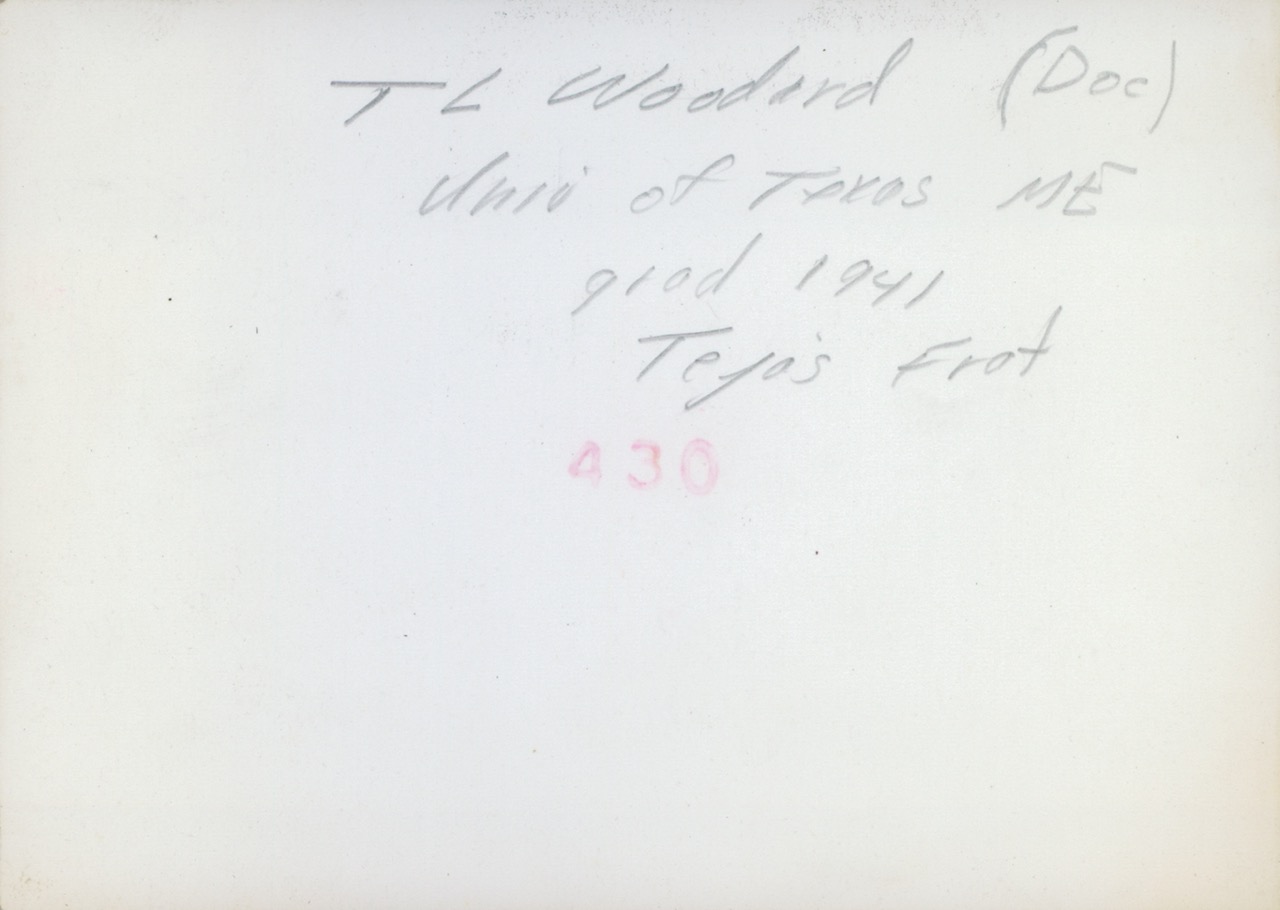 T L Woodard (Doc)
Univ of Texas ME
grad 1941
Tejas Frat
430